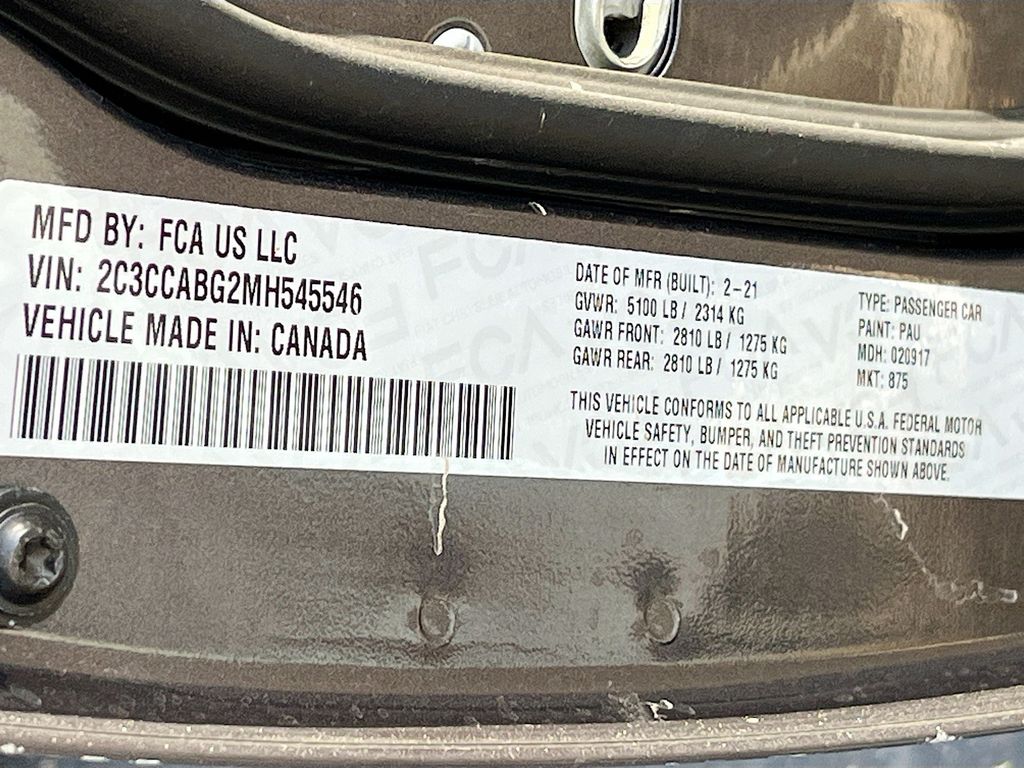 MFD BY: FCA US LLC
VIN: 2C3CCABG2MH545546
VEHICLE MADE IN: CANADA
DATE OF MFR (BUILT): 2-21
GVWR: 5100 LB / 2314 KG
GAWR FRONT: 2810 LB / 1275 KG
GAWR REAR: 2810 LB / 1275 KG
TYPE: PASSENGER CAR
PAINT: PAU
MDH: 020917
MKT: 875
THIS VEHICLE CONFORMS TO ALL APPLICABLE U.S.A. FEDERAL MOTOR
VEHICLE SAFETY, BUMPER, AND THEFT PREVENTION STANDARDS
IN EFFECT ON THE DATE OF MANUFACTURE SHOWN ABOVE.